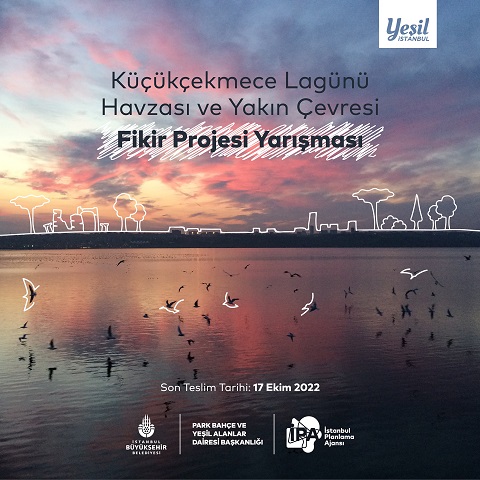 Yeşil
İSTANBUL
Küçükçekmece Lagünü
Havzası ve Yakın Çevresi
Fikir Projesi Yarışması
Son Teslim Tarihi: 17 Ekim 2022
İSTANBUL
BÜYÜKŞEHİR
BELEDİYESİ
PARK BAHÇE VE
YEŞİL ALANLAR
DAİRESİ BAŞKANLIĞI
İPA
İstanbul
Planlama
Ajansı